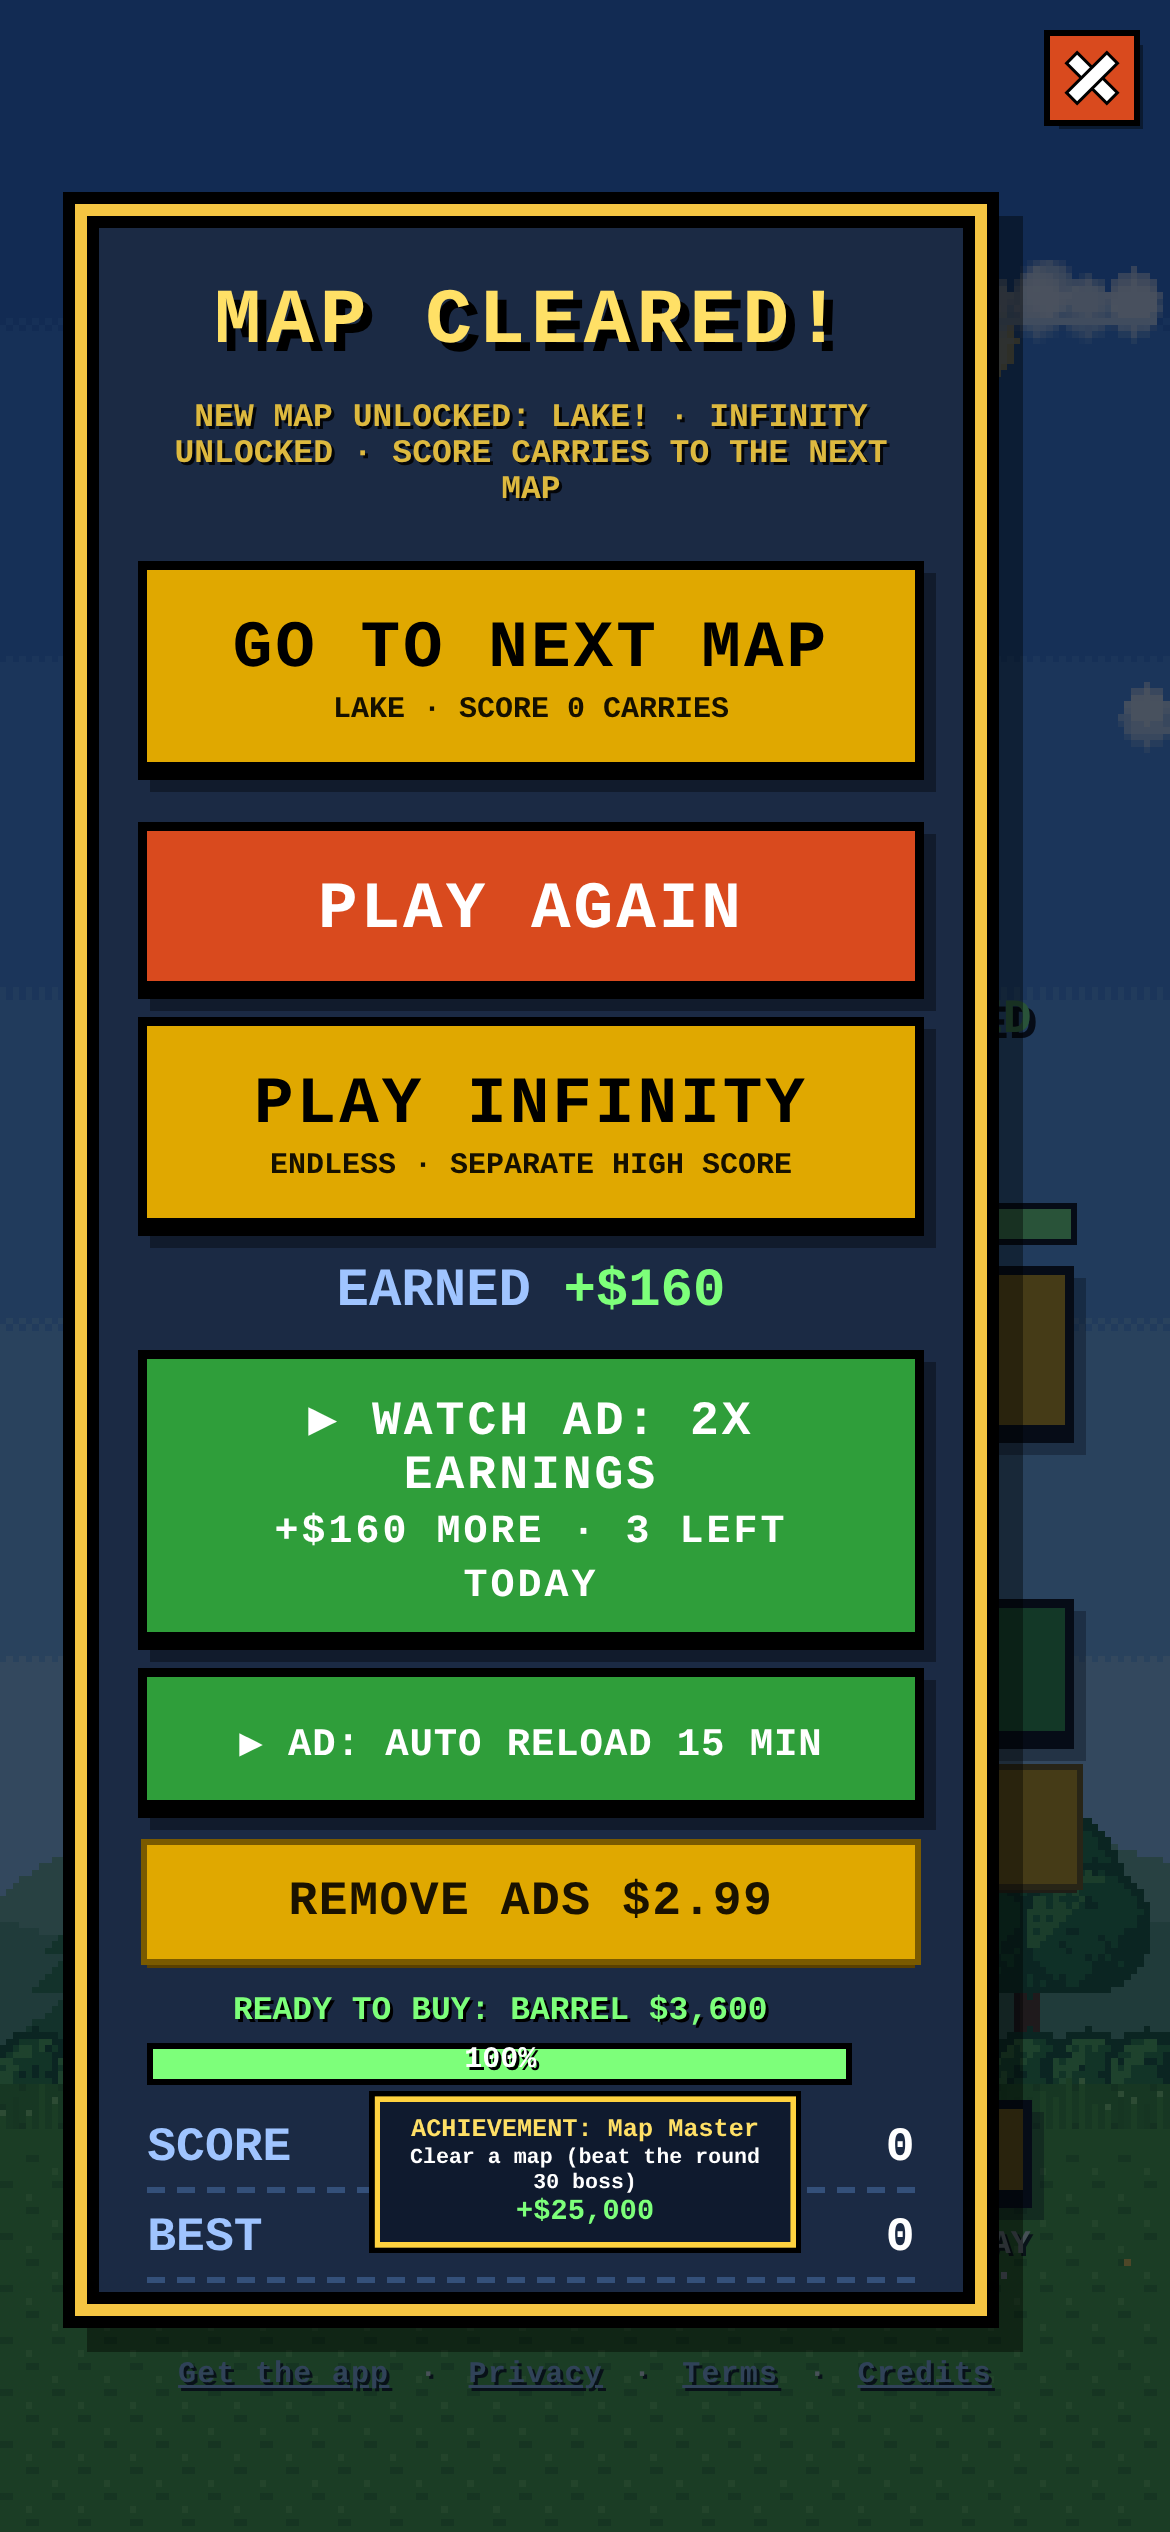 MAP CLEARED!
NEW MAP UNLOCKED: LAKE! · INFINITY
UNLOCKED · SCORE CARRIES TO THE NEXT
MAP
GO TO NEXT MAP
LAKE · SCORE 0 CARRIES
PLAY AGAIN
PLAY INFINITY
ENDLESS · SEPARATE HIGH SCORE
EARNED +$160
▶ WATCH AD: 2X
EARNINGS
+$160 MORE · 3 LEFT
TODAY
▶ AD: AUTO RELOAD 15 MIN
REMOVE ADS $2.99
READY TO BUY: BARREL $3,600
100%
ACHIEVEMENT: Map Master
Clear a map (beat the round
30 boss)
+$25,000
SCORE 0
BEST 0
Get the app · Privacy · Terms · Credits